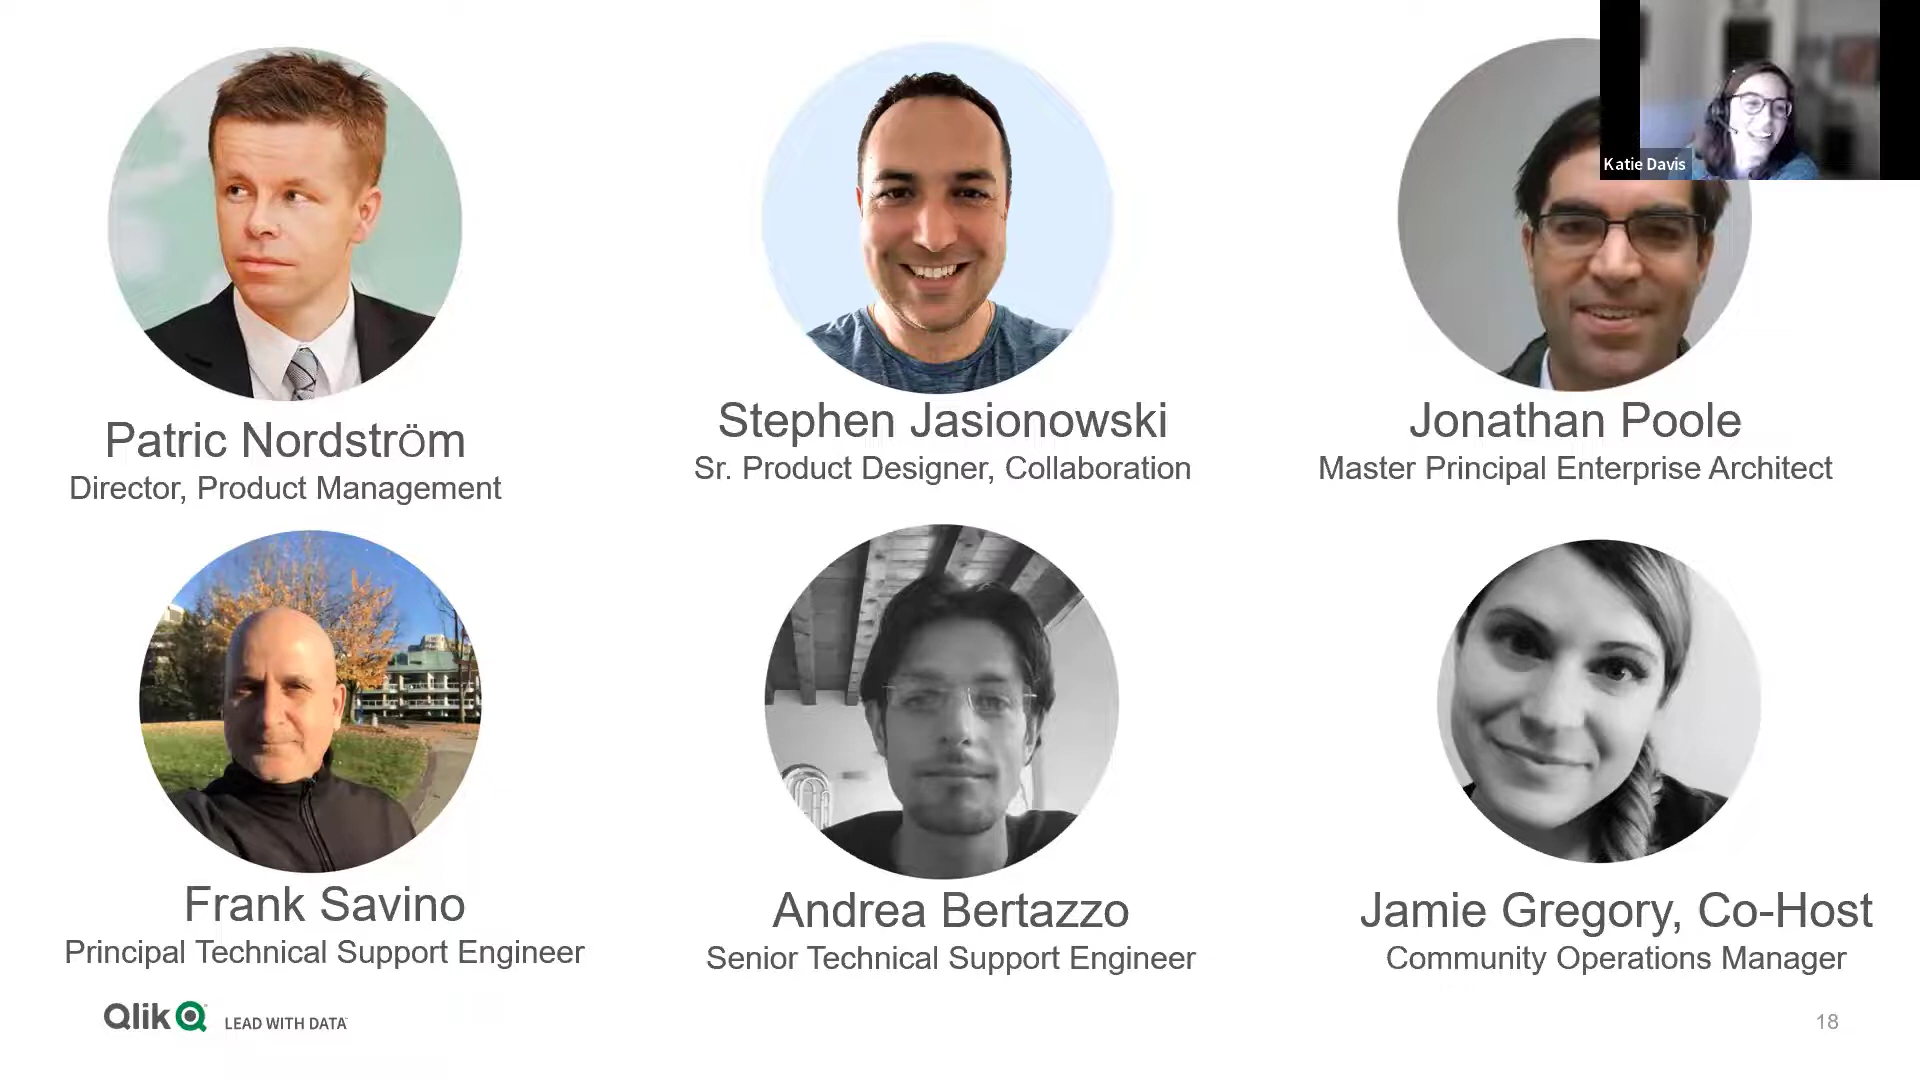 Katie Davis
Patric Nordström
Director, Product Management
Stephen Jasionowski
Sr. Product Designer, Collaboration
Jonathan Poole
Master Principal Enterprise Architect
Frank Savino
Principal Technical Support Engineer
Andrea Bertazzo
Senior Technical Support Engineer
Jamie Gregory, Co-Host
Community Operations Manager
Qlik LEAD WITH DATA
18